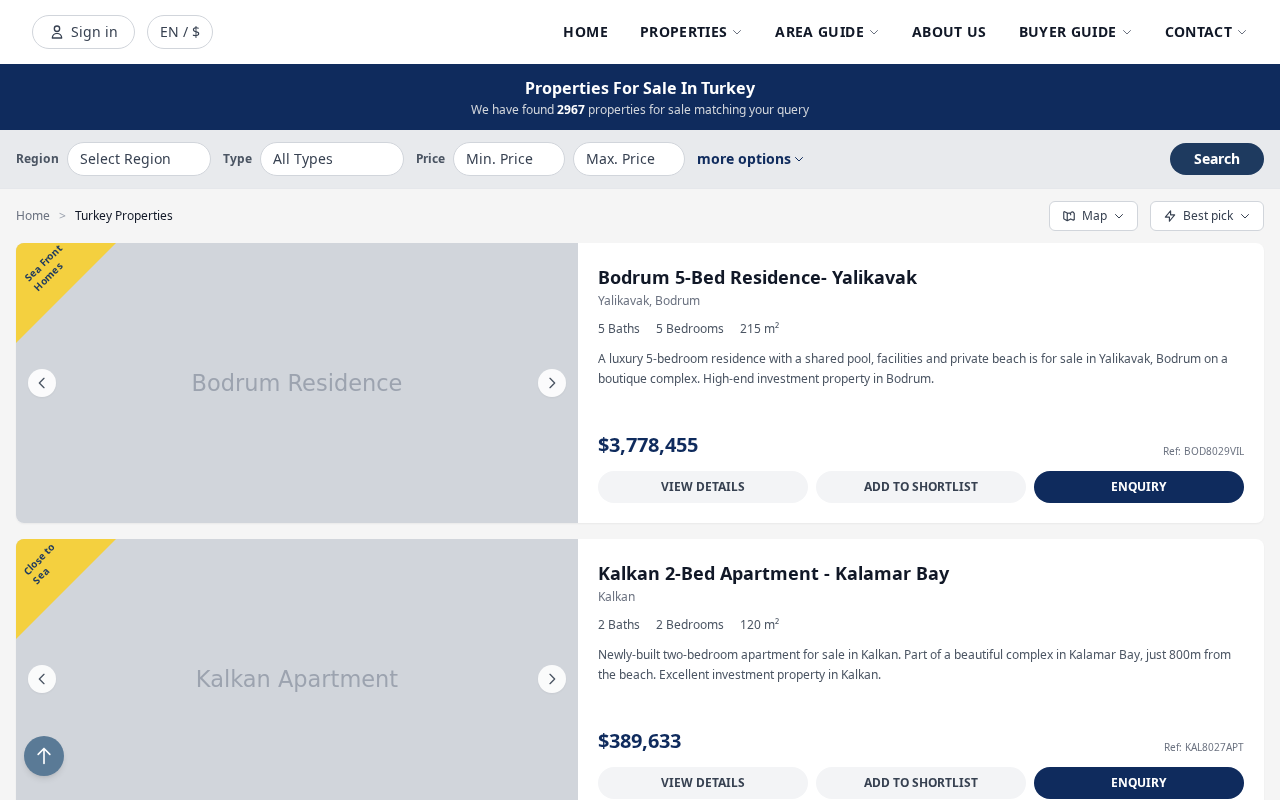 Sign in
EN / $
HOME
PROPERTIES
AREA GUIDE
ABOUT US
BUYER GUIDE
CONTACT
Properties For Sale In Turkey
We have found 2967 properties for sale matching your query
Region
Select Region
Type
All Types
Price
Min. Price
Max. Price
more options
Search
Home > Turkey Properties
Map
Best pick
Sea Front
Homes
Bodrum Residence
Bodrum 5-Bed Residence- Yalikavak
Yalikavak, Bodrum
5 Baths
5 Bedrooms
215 m²
A luxury 5-bedroom residence with a shared pool, facilities and private beach is for sale in Yalikavak, Bodrum on a
boutique complex. High-end investment property in Bodrum.
$3,778,455
Ref: BOD8029VIL
VIEW DETAILS
ADD TO SHORTLIST
ENQUIRY
Close to
Sea
Kalkan Apartment
Kalkan 2-Bed Apartment - Kalamar Bay
Kalkan
2 Baths
2 Bedrooms
120 m²
Newly-built two-bedroom apartment for sale in Kalkan. Part of a beautiful complex in Kalamar Bay, just 800m from
the beach. Excellent investment property in Kalkan.
$389,633
Ref: KAL8027APT
VIEW DETAILS
ADD TO SHORTLIST
ENQUIRY